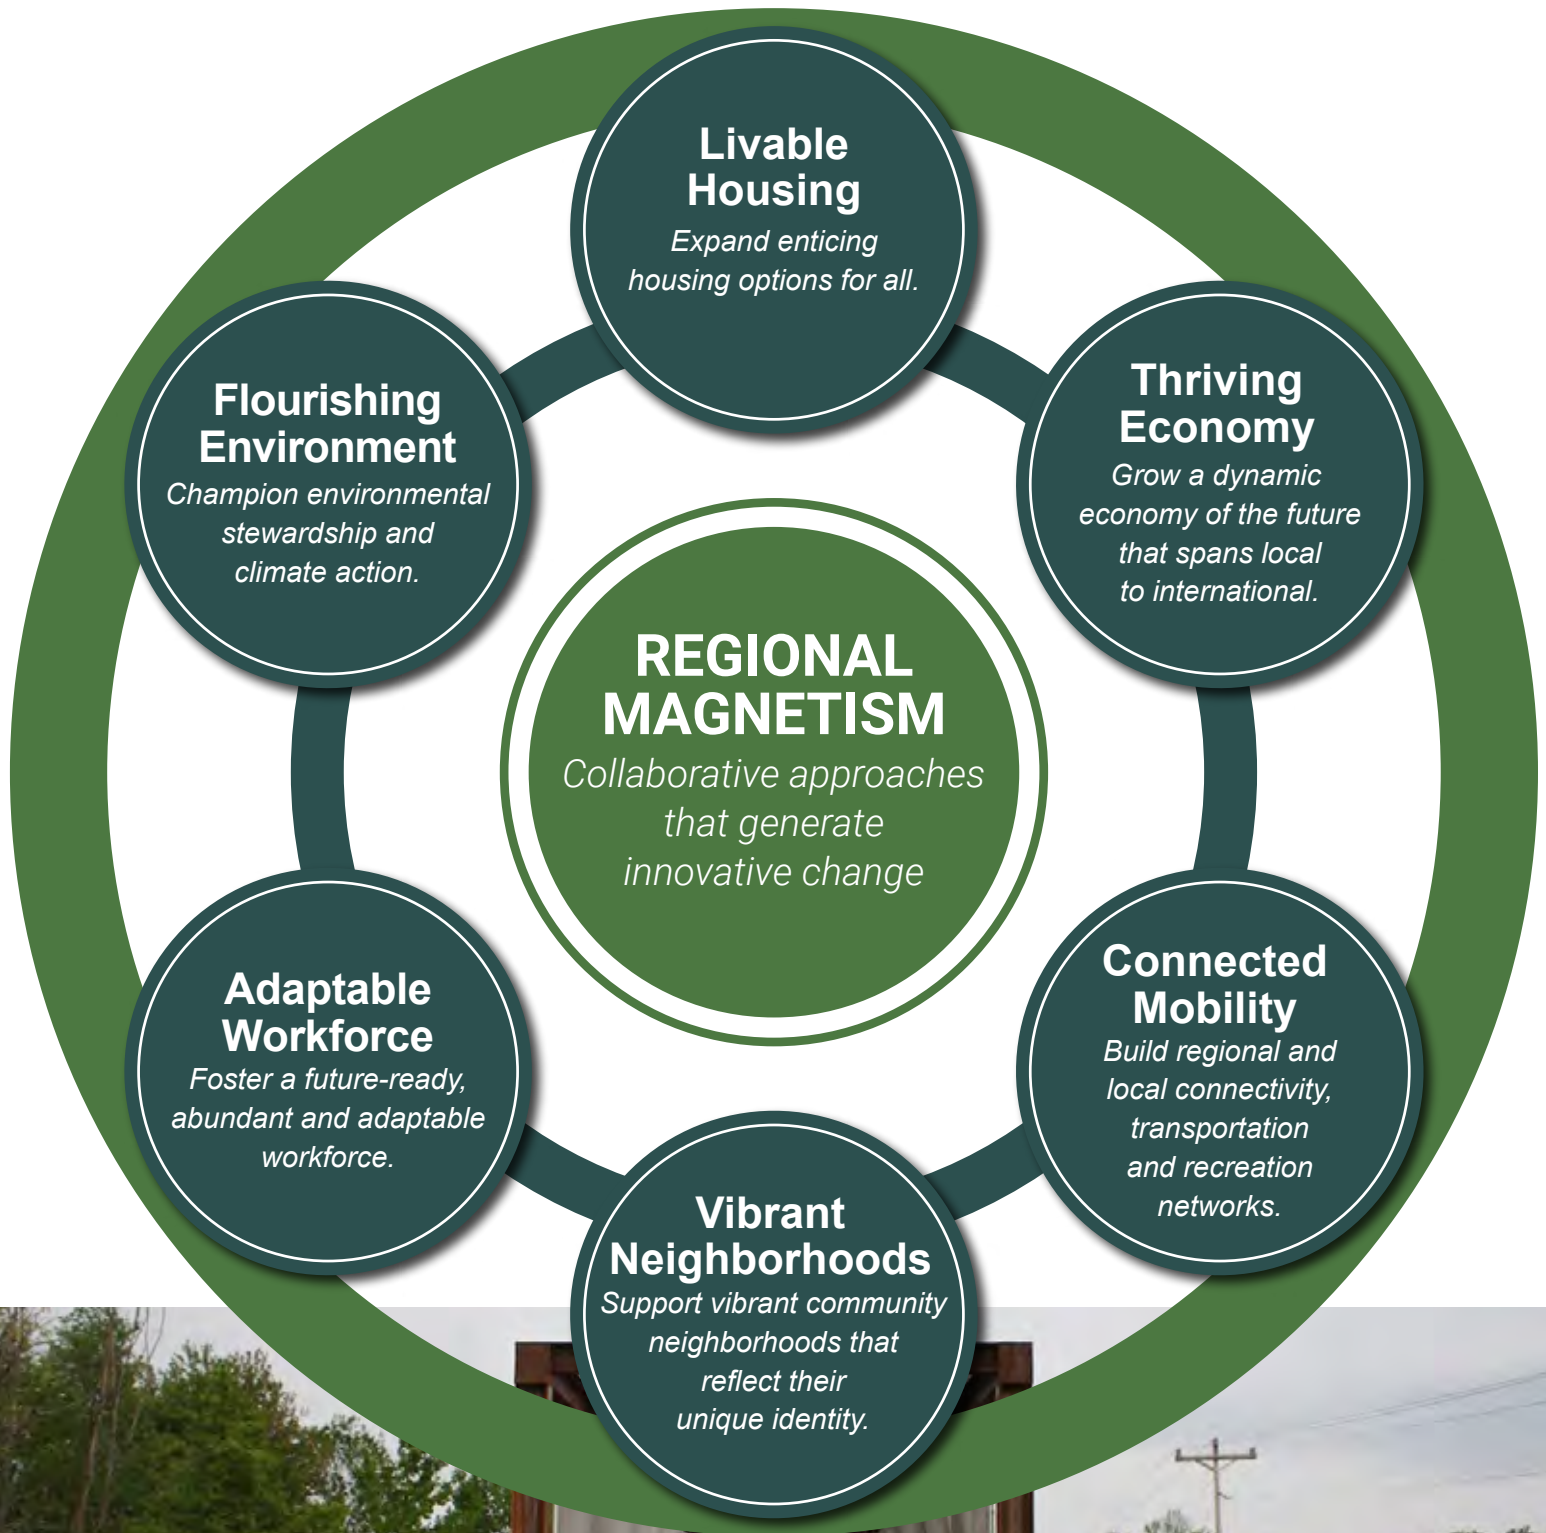 Livable
Housing
Expand enticing
housing options for all.
Thriving
Economy
Grow a dynamic
economy of the future
that spans local
to international.
Connected
Mobility
Build regional and
local connectivity,
transportation
and recreation
networks.
Vibrant
Neighborhoods
Support vibrant community
neighborhoods that
reflect their
unique identity.
Adaptable
Workforce
Foster a future-ready,
abundant and adaptable
workforce.
Flourishing
Environment
Champion environmental
stewardship and
climate action.
REGIONAL
MAGNETISM
Collaborative approaches
that generate
innovative change